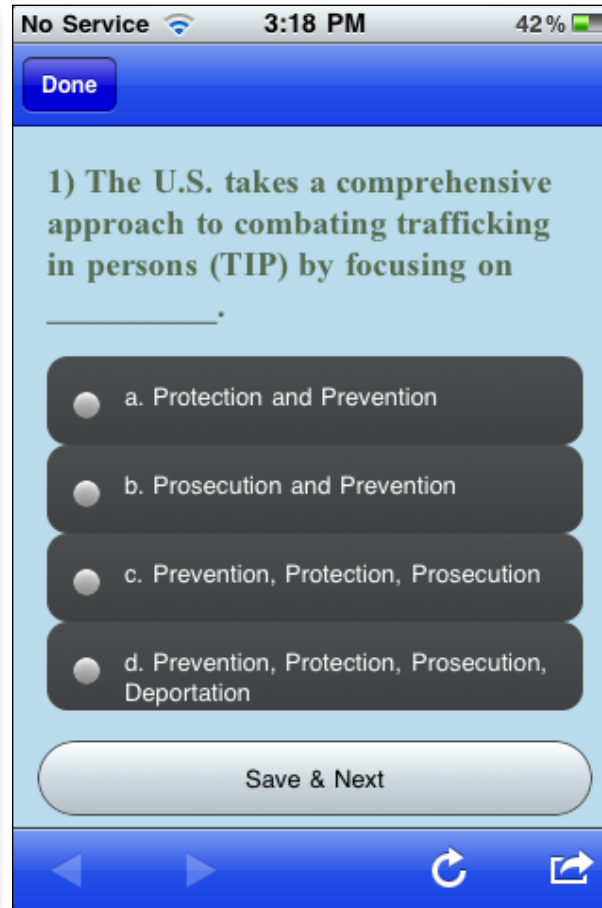 No Service 3:18 PM 42%
Done
1) The U.S. takes a comprehensive
approach to combating trafficking
in persons (TIP) by focusing on
__________.
a. Protection and Prevention
b. Prosecution and Prevention
c. Prevention, Protection, Prosecution
d. Prevention, Protection, Prosecution,
Deportation
Save & Next